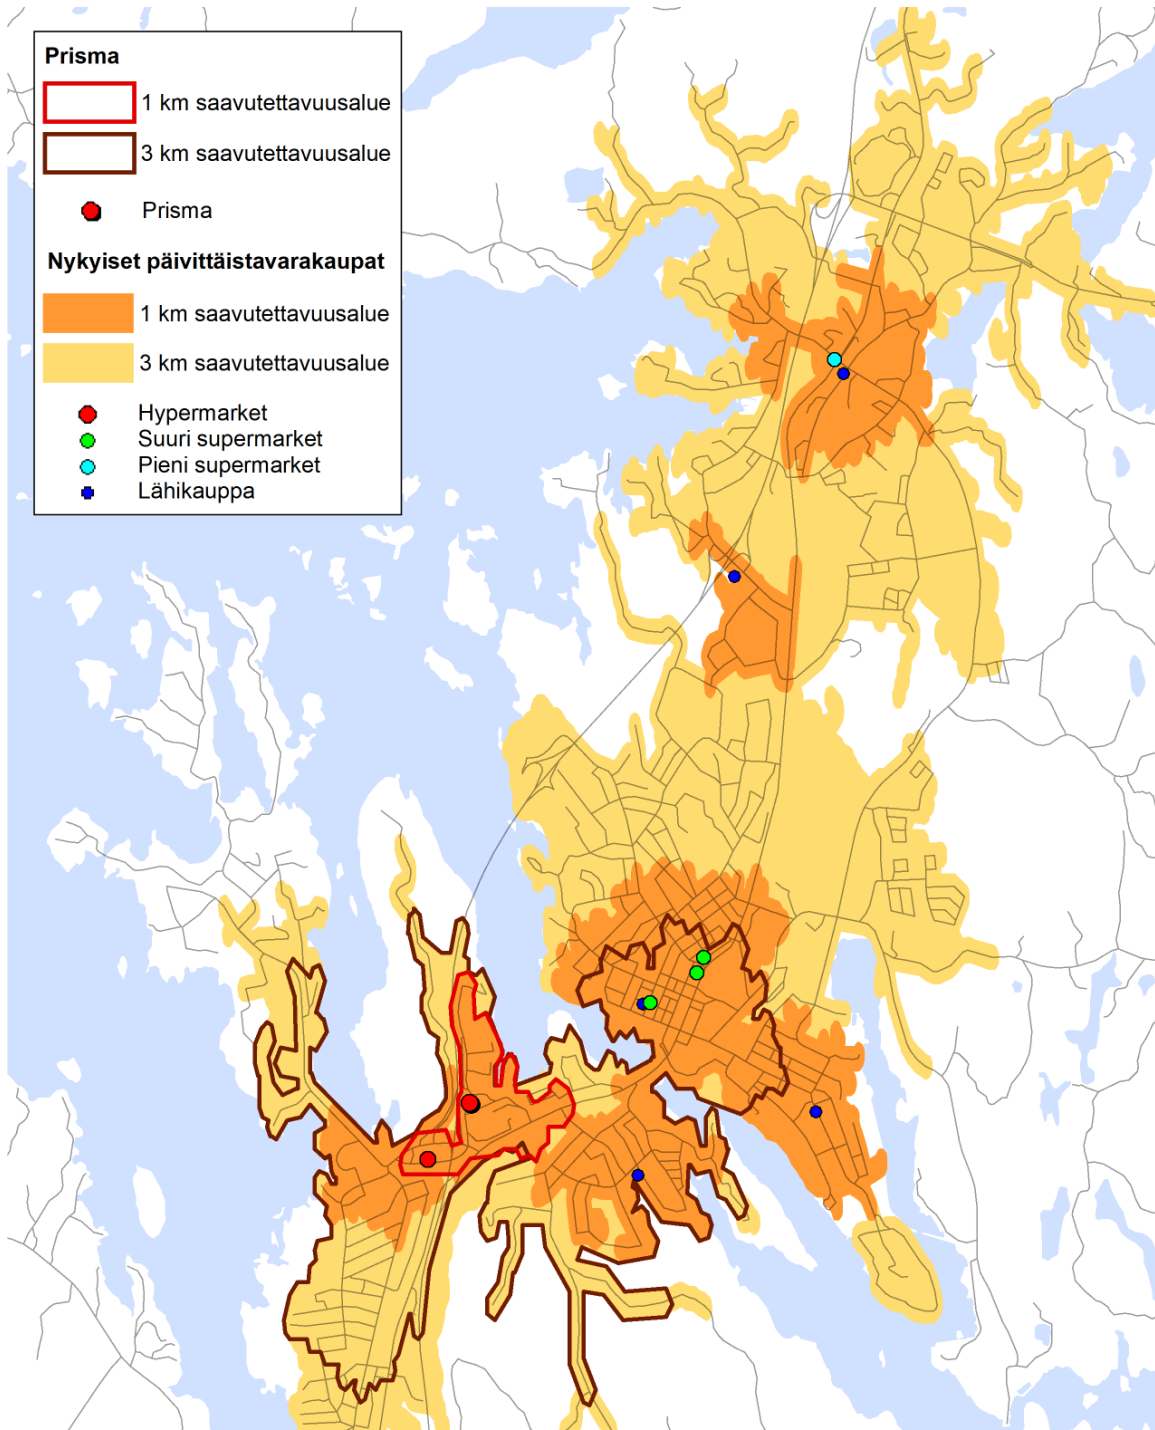 Prisma
1 km saavutettavuusalue
3 km saavutettavuusalue
Prisma
Nykyiset päivittäistavarakaupat
1 km saavutettavuusalue
3 km saavutettavuusalue
Hypermarket
Suuri supermarket
Pieni supermarket
Lähikauppa